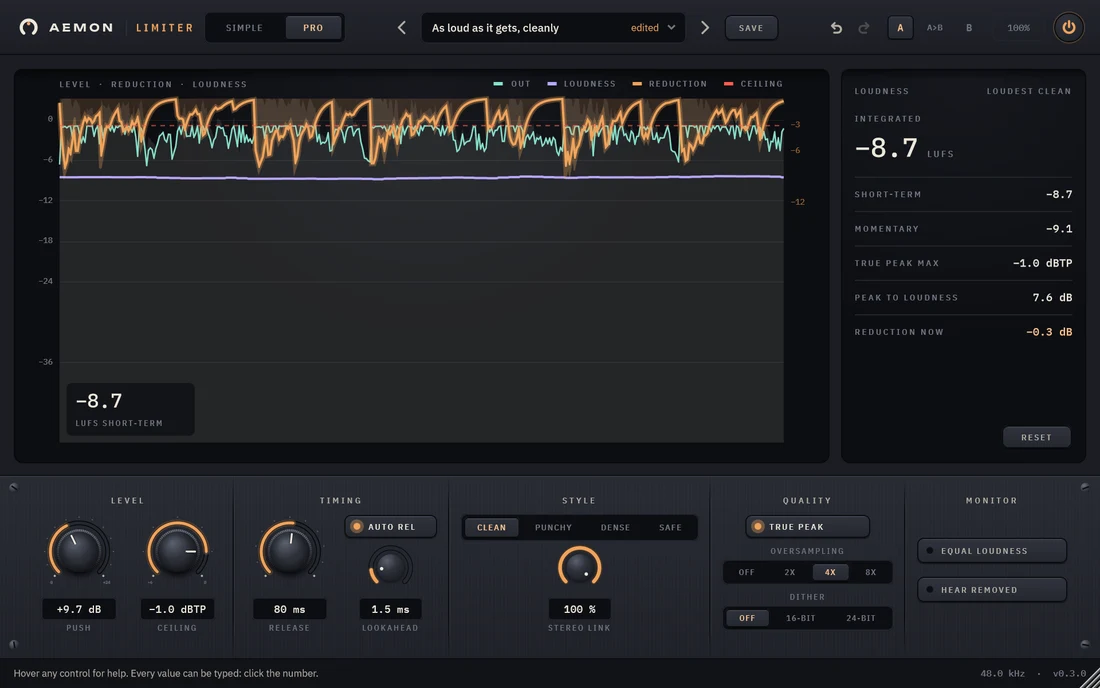 AEMON LIMITER SIMPLE PRO As loud as it gets, cleanly edited SAVE A A>B B 100%
LEVEL · REDUCTION · LOUDNESS OUT LOUDNESS REDUCTION CEILING
0
−6
−12
−18
−24
−36
−3
−6
−12
−8.7
LUFS SHORT-TERM
LOUDNESS LOUDEST CLEAN
INTEGRATED
−8.7 LUFS
SHORT-TERM −8.7
MOMENTARY −9.1
TRUE PEAK MAX −1.0 dBTP
PEAK TO LOUDNESS 7.6 dB
REDUCTION NOW −0.3 dB
RESET
LEVEL
+9.7 dB −1.0 dBTP
PUSH CEILING
TIMING
AUTO REL
80 ms 1.5 ms
RELEASE LOOKAHEAD
STYLE
CLEAN PUNCHY DENSE SAFE
100 %
STEREO LINK
QUALITY
TRUE PEAK
OVERSAMPLING
OFF 2X 4X 8X
DITHER
OFF 16-BIT 24-BIT
MONITOR
EQUAL LOUDNESS
HEAR REMOVED
Hover any control for help. Every value can be typed: click the number. 48.0 kHz · v0.3.0